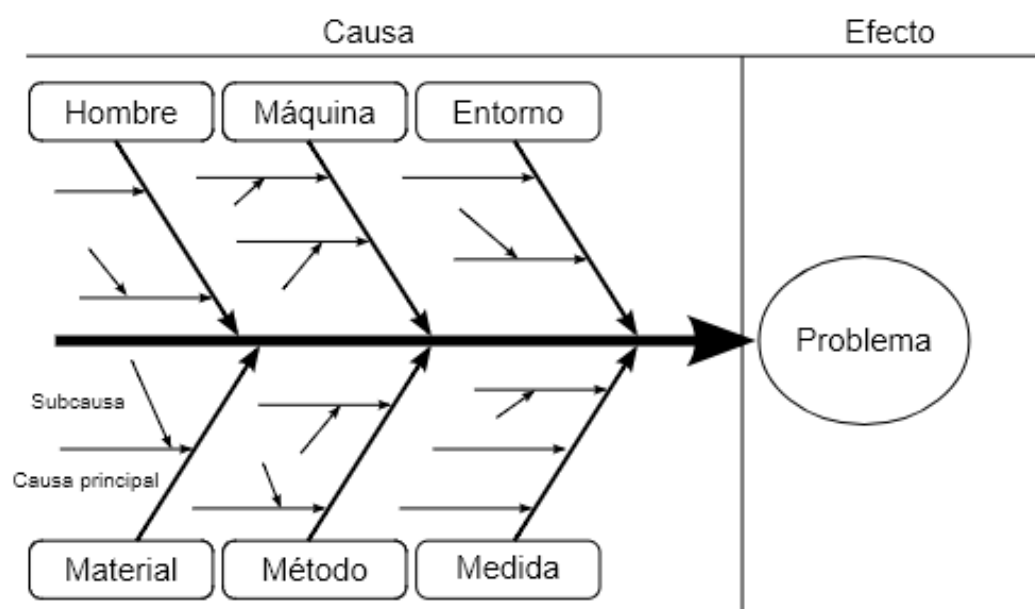 Causa
Efecto
Hombre
Máquina
Entorno
Problema
Subcausa
Causa principal
Material
Método
Medida